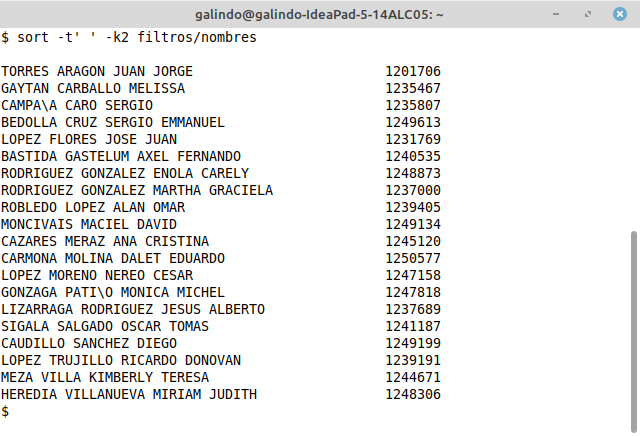 galindo@galindo-IdeaPad-5-14ALC05: ~
$ sort -t' ' -k2 filtros/nombres
TORRES ARAGON JUAN JORGE 1201706
GAYTAN CARBALLO MELISSA 1235467
CAMPA\A CARO SERGIO 1235807
BEDOLLA CRUZ SERGIO EMMANUEL 1249613
LOPEZ FLORES JOSE JUAN 1231769
BASTIDA GASTELUM AXEL FERNANDO 1240535
RODRIGUEZ GONZALEZ ENOLA CARELY 1248873
RODRIGUEZ GONZALEZ MARTHA GRACIELA 1237000
ROBLEDO LOPEZ ALAN OMAR 1239405
MONCIVAIS MACIEL DAVID 1249134
CAZARES MERAZ ANA CRISTINA 1245120
CARMONA MOLINA DALET EDUARDO 1250577
LOPEZ MORENO NEREO CESAR 1247158
GONZAGA PATI\O MONICA MICHEL 1247818
LIZARRAGA RODRIGUEZ JESUS ALBERTO 1237689
SIGALA SALGADO OSCAR TOMAS 1241187
CAUDILLO SANCHEZ DIEGO 1249199
LOPEZ TRUJILLO RICARDO DONOVAN 1239191
MEZA VILLA KIMBERLY TERESA 1244671
HEREDIA VILLANUEVA MIRIAM JUDITH 1248306
$